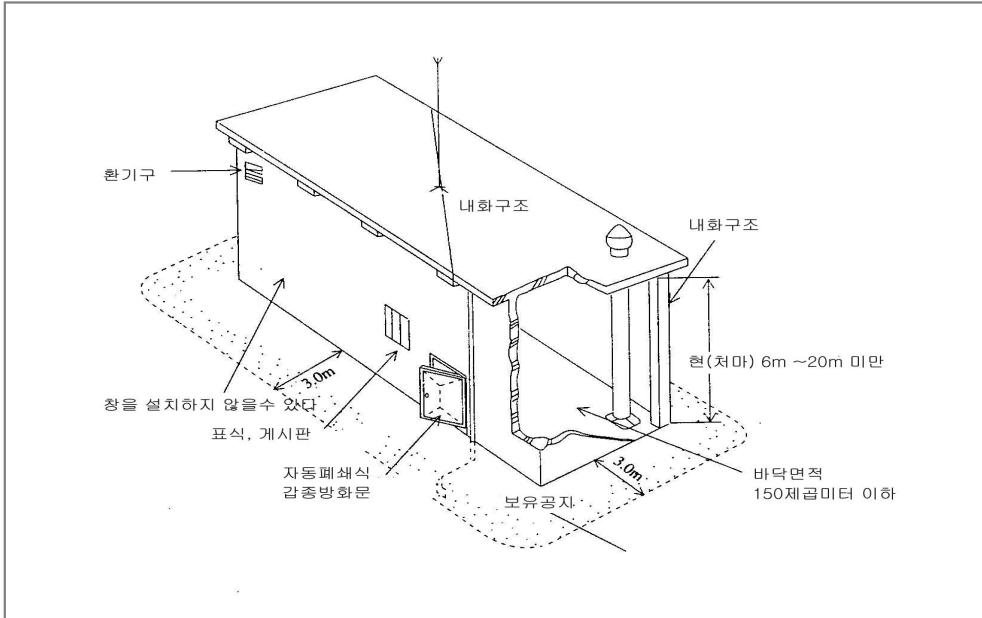 환기구
내화구조
내화구조
현(처마) 6m ~20m 미만
3.0m
창을 설치하지 않을수 있다
표식, 게시판
자동폐쇄식
갑종방화문
3.0m
보유공지
바닥면적
150제곱미터 이하